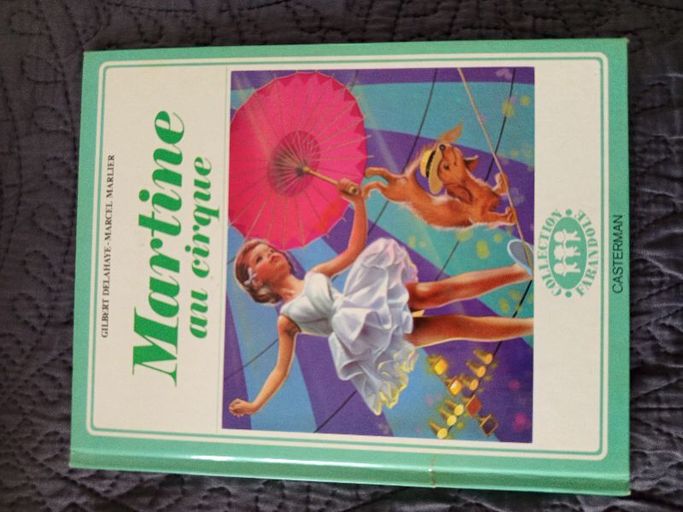 GILBERT DELAHAYE-MARCEL MARLIER
Martine
au cirque
COLLECTION
FARANDOLE
CASTERMAN